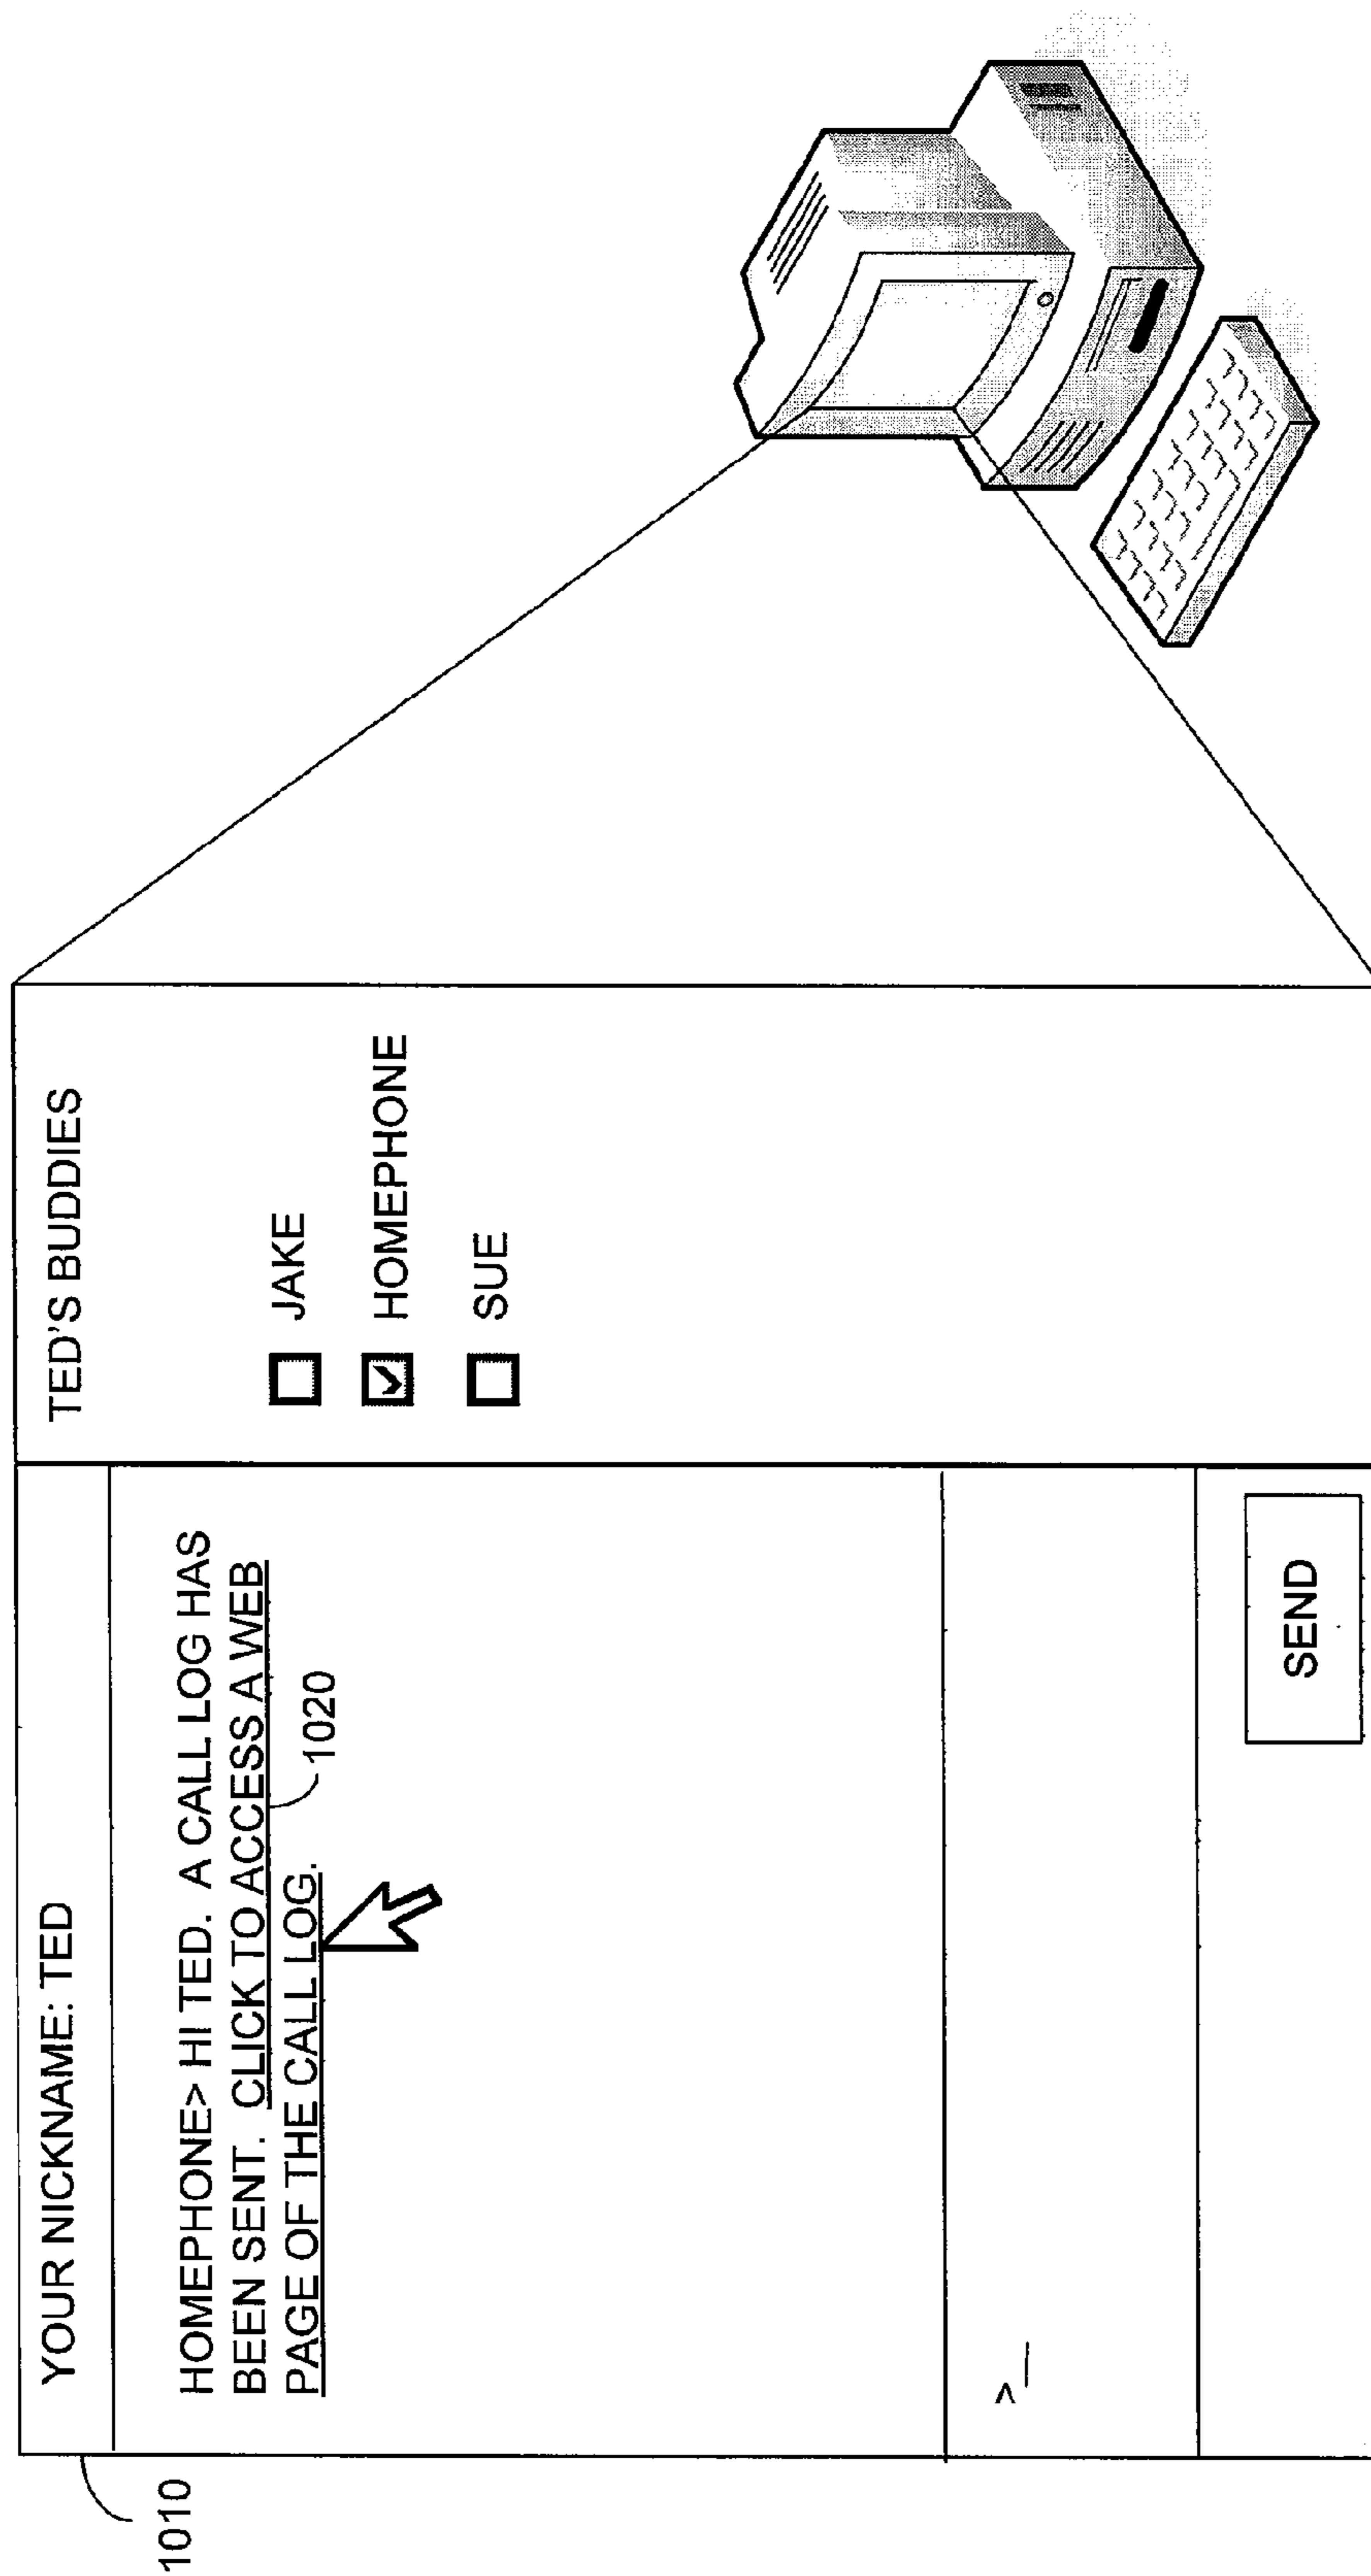 1010
YOUR NICKNAME: TED
HOMEPHONE> HI TED. A CALL LOG HAS
BEEN SENT. CLICK TO ACCESS A WEB
PAGE OF THE CALL LOG.
1020
>_
SEND
TED'S BUDDIES
JAKE
HOMEPHONE
SUE